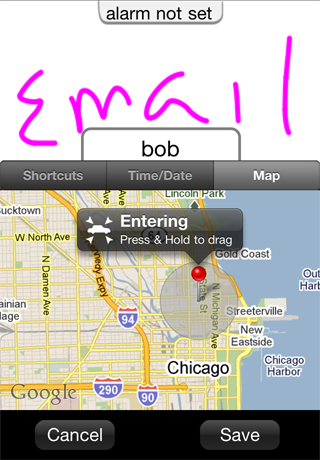 alarm not set
Email
bob
Shortcuts Time/Date Map
Lincoln Park
Bucktown
Entering
W North Ave
Press & Hold to drag
Gold Coast
N Damen Ave
Kennedy Expy
State St
N Michigan Ave
Streeterville
94
New
Eastside
Chicago
Chicago
Harbor
Google
290
90
Cancel Save